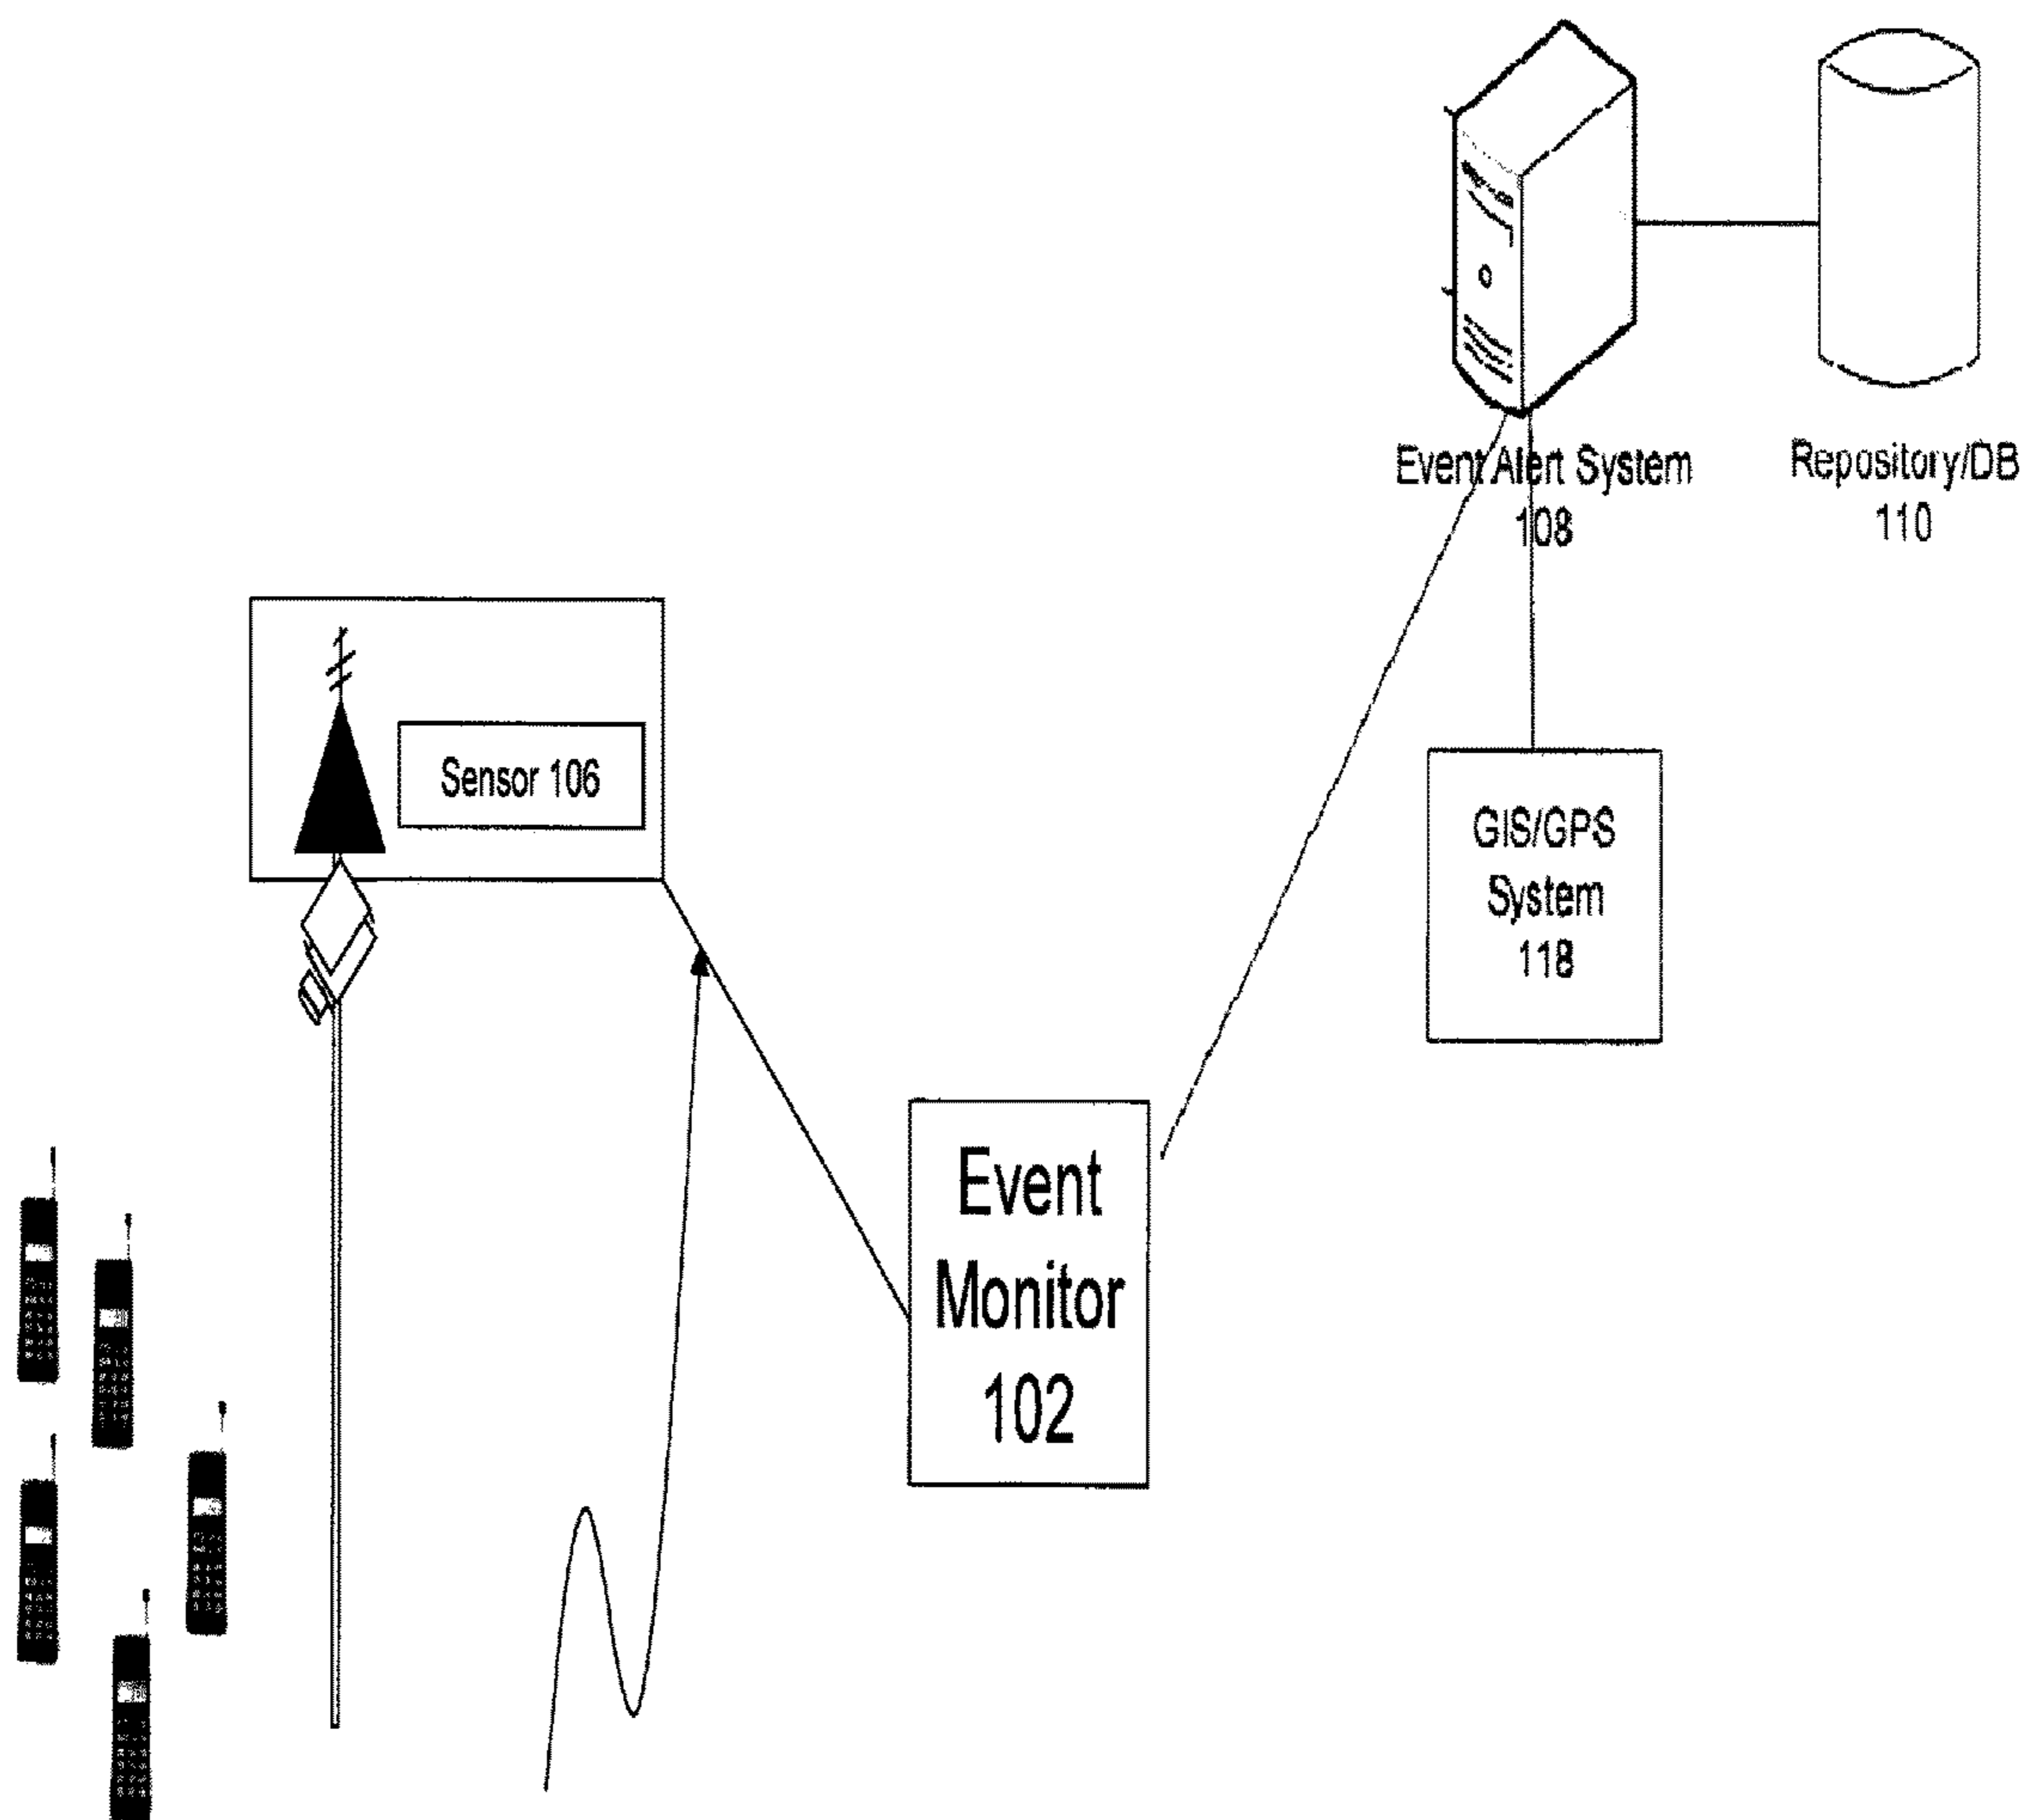 Event Alert System
108
Repository/DB
110
Sensor 106
GIS/GPS
System
118
Event
Monitor
102